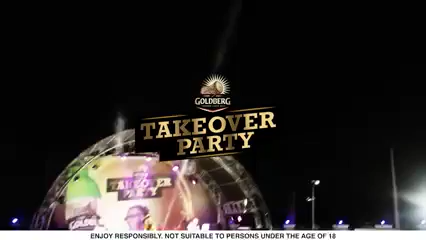 GOLDBERG
TAKEOVER
PARTY
TAKEOVER
PARTY
ENJOY RESPONSIBLY. NOT SUITABLE TO PERSONS UNDER THE AGE OF 18